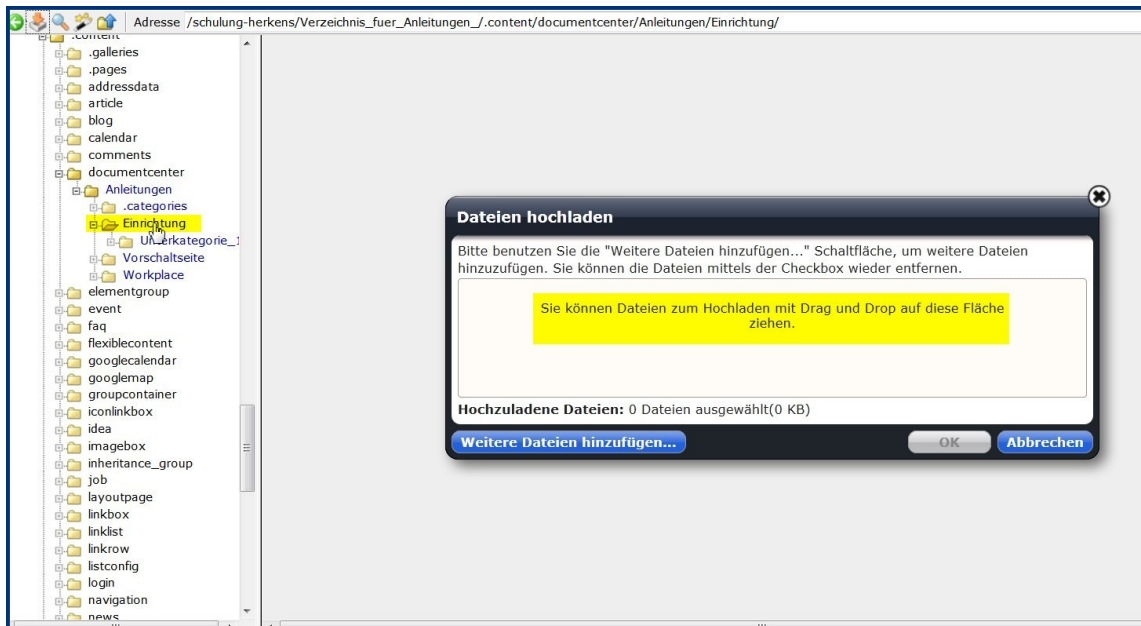 Adresse /schulung-herkens/Verzeichnis_fuer_Anleitungen_/.content/documentcenter/Anleitungen/Einrichtung/
.content
.galleries
.pages
addressdata
article
blog
calendar
comments
documentcenter
Anleitungen
.categories
Einrichtung
Unterkategorie_1
Vorschaltseite
Workplace
elementgroup
event
faq
flexiblecontent
googlecalendar
googlemap
groupcontainer
iconlinkbox
idea
imagebox
inheritance_group
job
layoutpage
linkbox
linklist
linkrow
listconfig
login
navigation
news
Dateien hochladen
Bitte benutzen Sie die "Weitere Dateien hinzufügen..." Schaltfläche, um weitere Dateien
hinzuzufügen. Sie können die Dateien mittels der Checkbox wieder entfernen.
Sie können Dateien zum Hochladen mit Drag und Drop auf diese Fläche
ziehen.
Hochzuladene Dateien: 0 Dateien ausgewählt(0 KB)
Weitere Dateien hinzufügen... OK Abbrechen